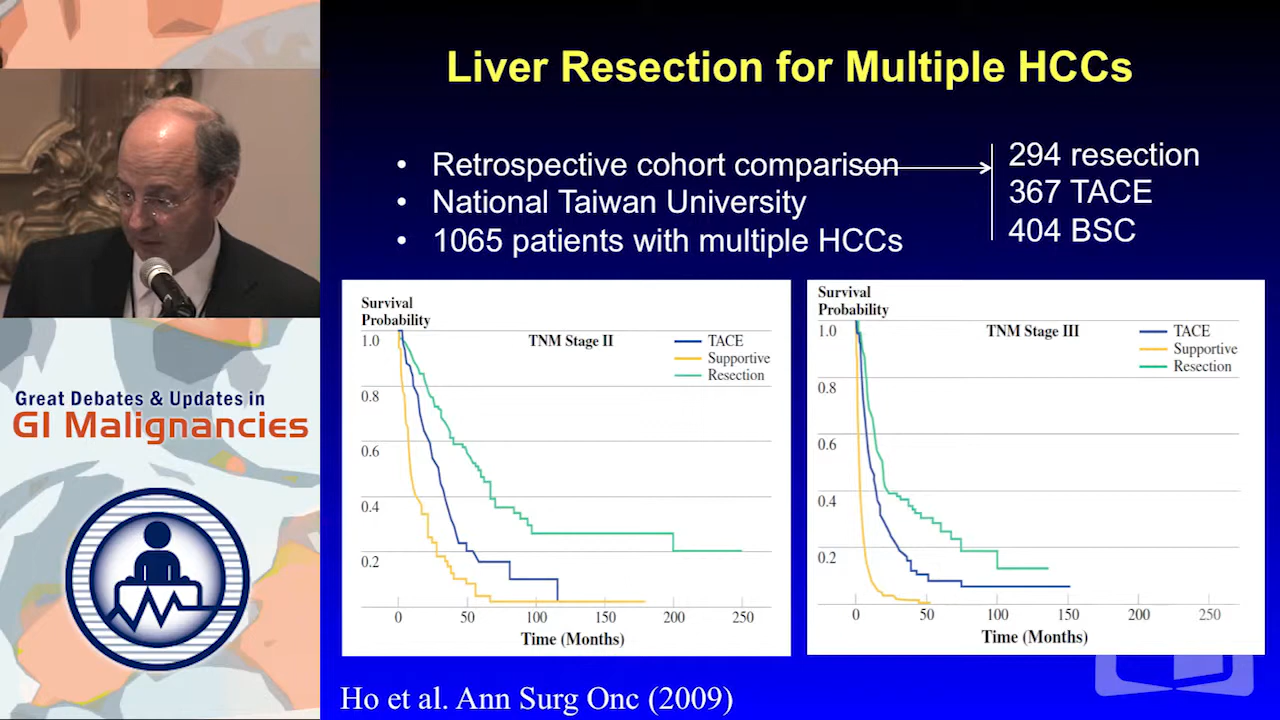 Liver Resection for Multiple HCCs
• Retrospective cohort comparison
• National Taiwan University
• 1065 patients with multiple HCCs
294 resection
367 TACE
404 BSC
Great Debates & Updates in
GI Malignancies
Survival
Probability
TNM Stage II
TACE
Supportive
Resection
1.0
0.8
0.6
0.4
0.2
0 50 100 150 200 250
Time (Months)
Survival
Probability
TNM Stage III
TACE
Supportive
Resection
1.0
0.8
0.6
0.4
0.2
0 50 100 150 200 250
Time (Months)
Ho et al. Ann Surg Onc (2009)